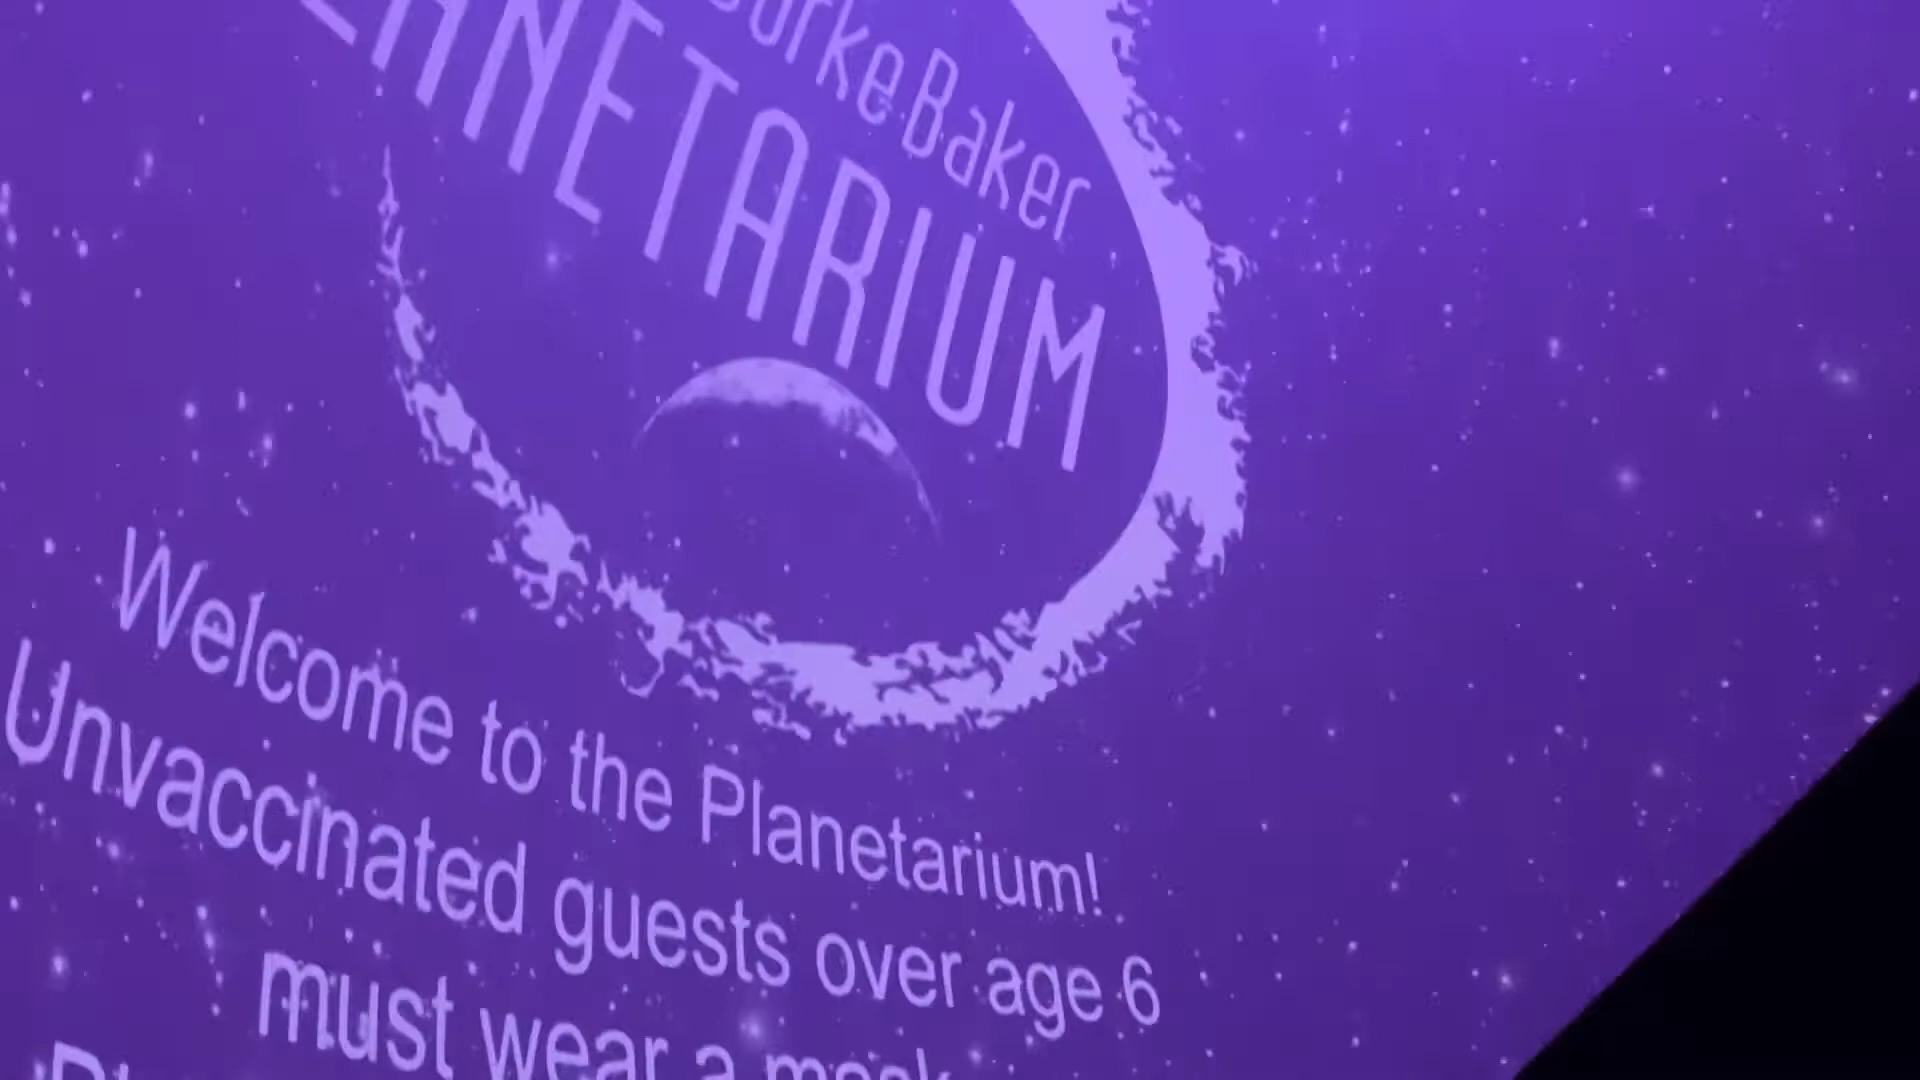 Burke Baker
PLANETARIUM
Welcome to the Planetarium!
Unvaccinated guests over age 6
must wear a mask